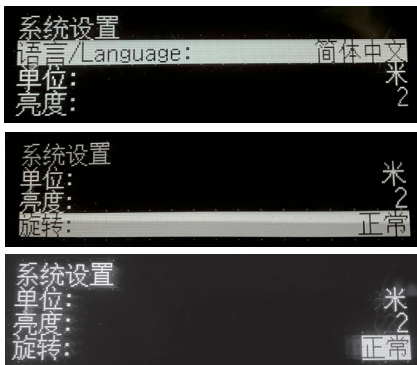 系统设置
语言/Language: 简体中文
单位: 米
亮度: 2
系统设置
单位: 米
亮度: 2
旋转: 正常
系统设置
单位: 米
亮度: 2
旋转: 正常